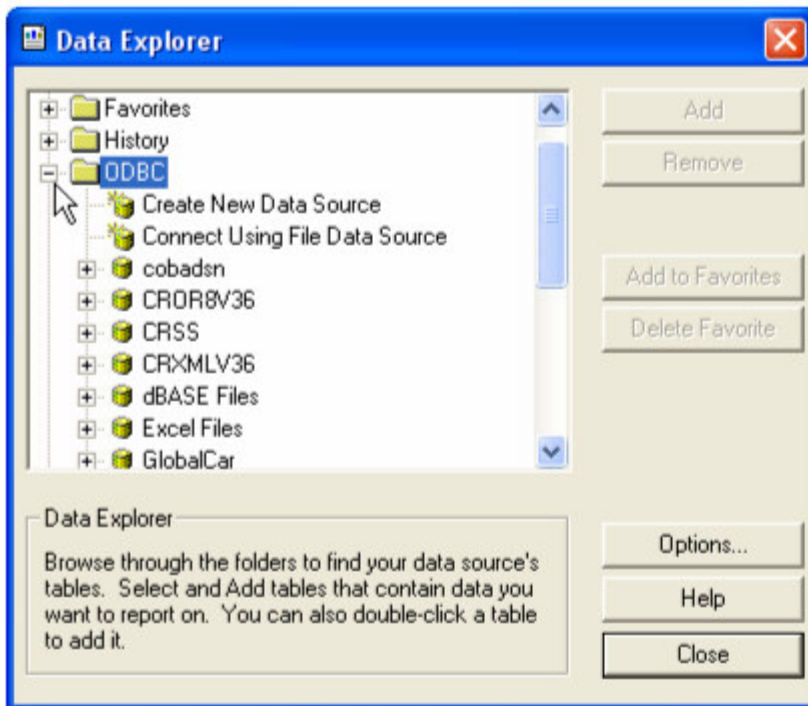 Data Explorer
Favorites
History
ODBC
Create New Data Source
Connect Using File Data Source
cobadsn
CROR8V36
CRSS
CRXMLV36
dBASE Files
Excel Files
GlobalCar
Add
Remove
Add to Favorites
Delete Favorite
Data Explorer
Browse through the folders to find your data source's
tables. Select and Add tables that contain data you
want to report on. You can also double-click a table
to add it.
Options...
Help
Close